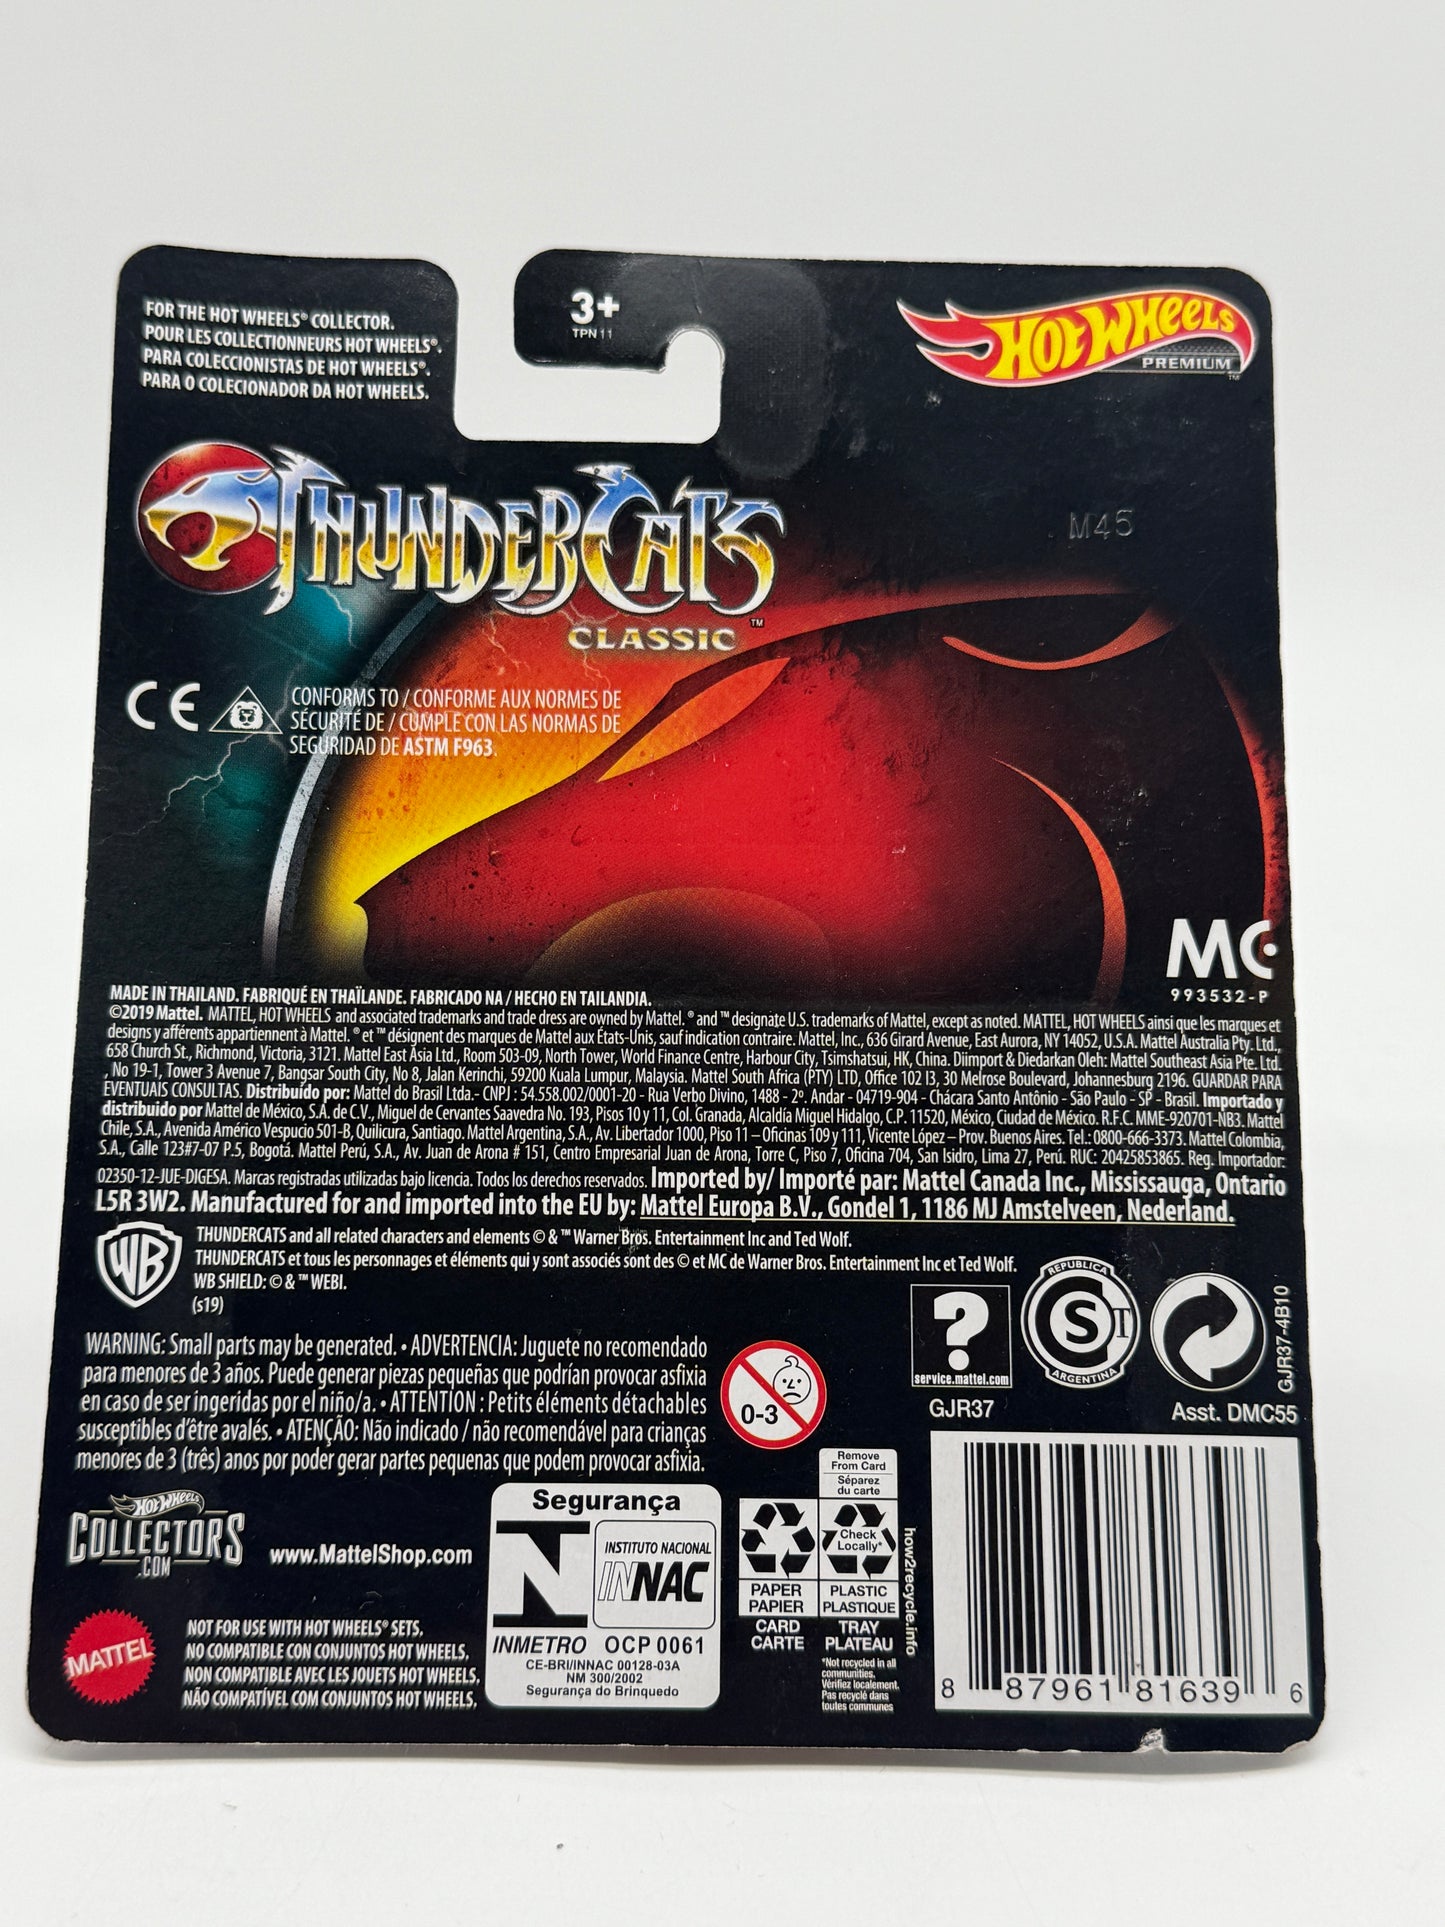 FOR THE HOT WHEELS® COLLECTOR.
POUR LES COLLECTIONNEURS HOT WHEELS®.
PARA COLECCIONISTAS DE HOT WHEELS®.
PARA O COLECIONADOR DA HOT WHEELS.
3+
TPN11
HOT WHEELS
PREMIUM™
THUNDERCATS
CLASSIC™
M45
CE
CONFORMS TO / CONFORME AUX NORMES DE
SÉCURITÉ DE / CUMPLE CON LAS NORMAS DE
SEGURIDAD DE ASTM F963.
MC
993532-P
MADE IN THAILAND. FABRIQUÉ EN THAÏLANDE. FABRICADO NA / HECHO EN TAILANDIA.
©2019 Mattel. MATTEL, HOT WHEELS and associated trademarks and trade dress are owned by Mattel. ® and ™ designate U.S. trademarks of Mattel, except as noted. MATTEL, HOT WHEELS ainsi que les marques et
designs y afférents appartiennent à Mattel. ® et ™ désignent des marques de Mattel aux États-Unis, sauf indication contraire. Mattel, Inc., 636 Girard Avenue, East Aurora, NY 14052, U.S.A. Mattel Australia Pty. Ltd.,
658 Church St., Richmond, Victoria, 3121. Mattel East Asia Ltd., Room 503-09, North Tower, World Finance Centre, Harbour City, Tsimshatsui, HK, China. Diimport & Diedarkan Oleh: Mattel Southeast Asia Pte. Ltd.
, No 19-1, Tower 3 Avenue 7, Bangsar South City, No 8, Jalan Kerinchi, 59200 Kuala Lumpur, Malaysia. Mattel South Africa (PTY) LTD, Office 102 I3, 30 Melrose Boulevard, Johannesburg 2196. GUARDAR PARA
EVENTUAIS CONSULTAS. Distribuido por: Mattel do Brasil Ltda.- CNPJ : 54.558.002/0001-20 - Rua Verbo Divino, 1488 - 2º. Andar - 04719-904 - Chácara Santo Antônio - São Paulo - SP - Brasil. Importado y
distribuido por Mattel de México, S.A. de C.V., Miguel de Cervantes Saavedra No. 193, Pisos 10 y 11, Col. Granada, Alcaldía Miguel Hidalgo, C.P. 11520, México, Ciudad de México. R.F.C. MME-920701-NB3. Mattel
Chile, S.A., Avenida Américo Vespucio 501-B, Quilicura, Santiago. Mattel Argentina, S.A., Av. Libertador 1000, Piso 11 – Oficinas 109 y 111, Vicente López – Prov. Buenos Aires. Tel.: 0800-666-3373. Mattel Colombia,
S.A., Calle 123#7-07 P.5, Bogotá. Mattel Perú, S.A., Av. Juan de Arona # 151, Centro Empresarial Juan de Arona, Torre C, Piso 7, Oficina 704, San Isidro, Lima 27, Perú. RUC: 20425853865. Reg. Importador:
02350-12-JUE-DIGESA. Marcas registradas utilizadas bajo licencia. Todos los derechos reservados. Imported by/ Importé par: Mattel Canada Inc., Mississauga, Ontario
L5R 3W2. Manufactured for and imported into the EU by: Mattel Europa B.V., Gondel 1, 1186 MJ Amstelveen, Nederland.
WB
THUNDERCATS and all related characters and elements © & ™ Warner Bros. Entertainment Inc and Ted Wolf.
THUNDERCATS et tous les personnages et éléments qui y sont associés sont des © et MC de Warner Bros. Entertainment Inc et Ted Wolf.
WB SHIELD: © & ™ WEBI.
(s19)
WARNING: Small parts may be generated. • ADVERTENCIA: Juguete no recomendado
para menores de 3 años. Puede generar piezas pequeñas que podrían provocar asfixia
en caso de ser ingeridas por el niño/a. • ATTENTION : Petits éléments détachables
susceptibles d'être avalés. • ATENÇÃO: Não indicado / não recomendável para crianças
menores de 3 (três) anos por poder gerar partes pequenas que podem provocar asfixia.
0-3
?
service.mattel.com
GJR37
REPUBLICA
S T
ARGENTINA
GJR37-4B10
Asst. DMC55
HOT WHEELS
COLLECTORS
.COM
www.MattelShop.com
MATTEL
NOT FOR USE WITH HOT WHEELS® SETS.
NO COMPATIBLE CON CONJUNTOS HOT WHEELS.
NON COMPATIBLE AVEC LES JOUETS HOT WHEELS.
NÃO COMPATÍVEL COM CONJUNTOS HOT WHEELS.
Segurança
INSTITUTO NACIONAL
INNAC
INMETRO OCP 0061
CE-BRI/INNAC 00128-03A
NM 300/2002
Segurança do Brinquedo
Remove
From Card
Séparez
du carte
Check
Locally*
PAPER
PAPIER
PLASTIC
PLASTIQUE
CARD
CARTE
TRAY
PLATEAU
*Not recycled in all
communities.
Vérifiez localement.
Pas recyclé dans
toutes communes
how2recycle.info
8 87961 81639 6